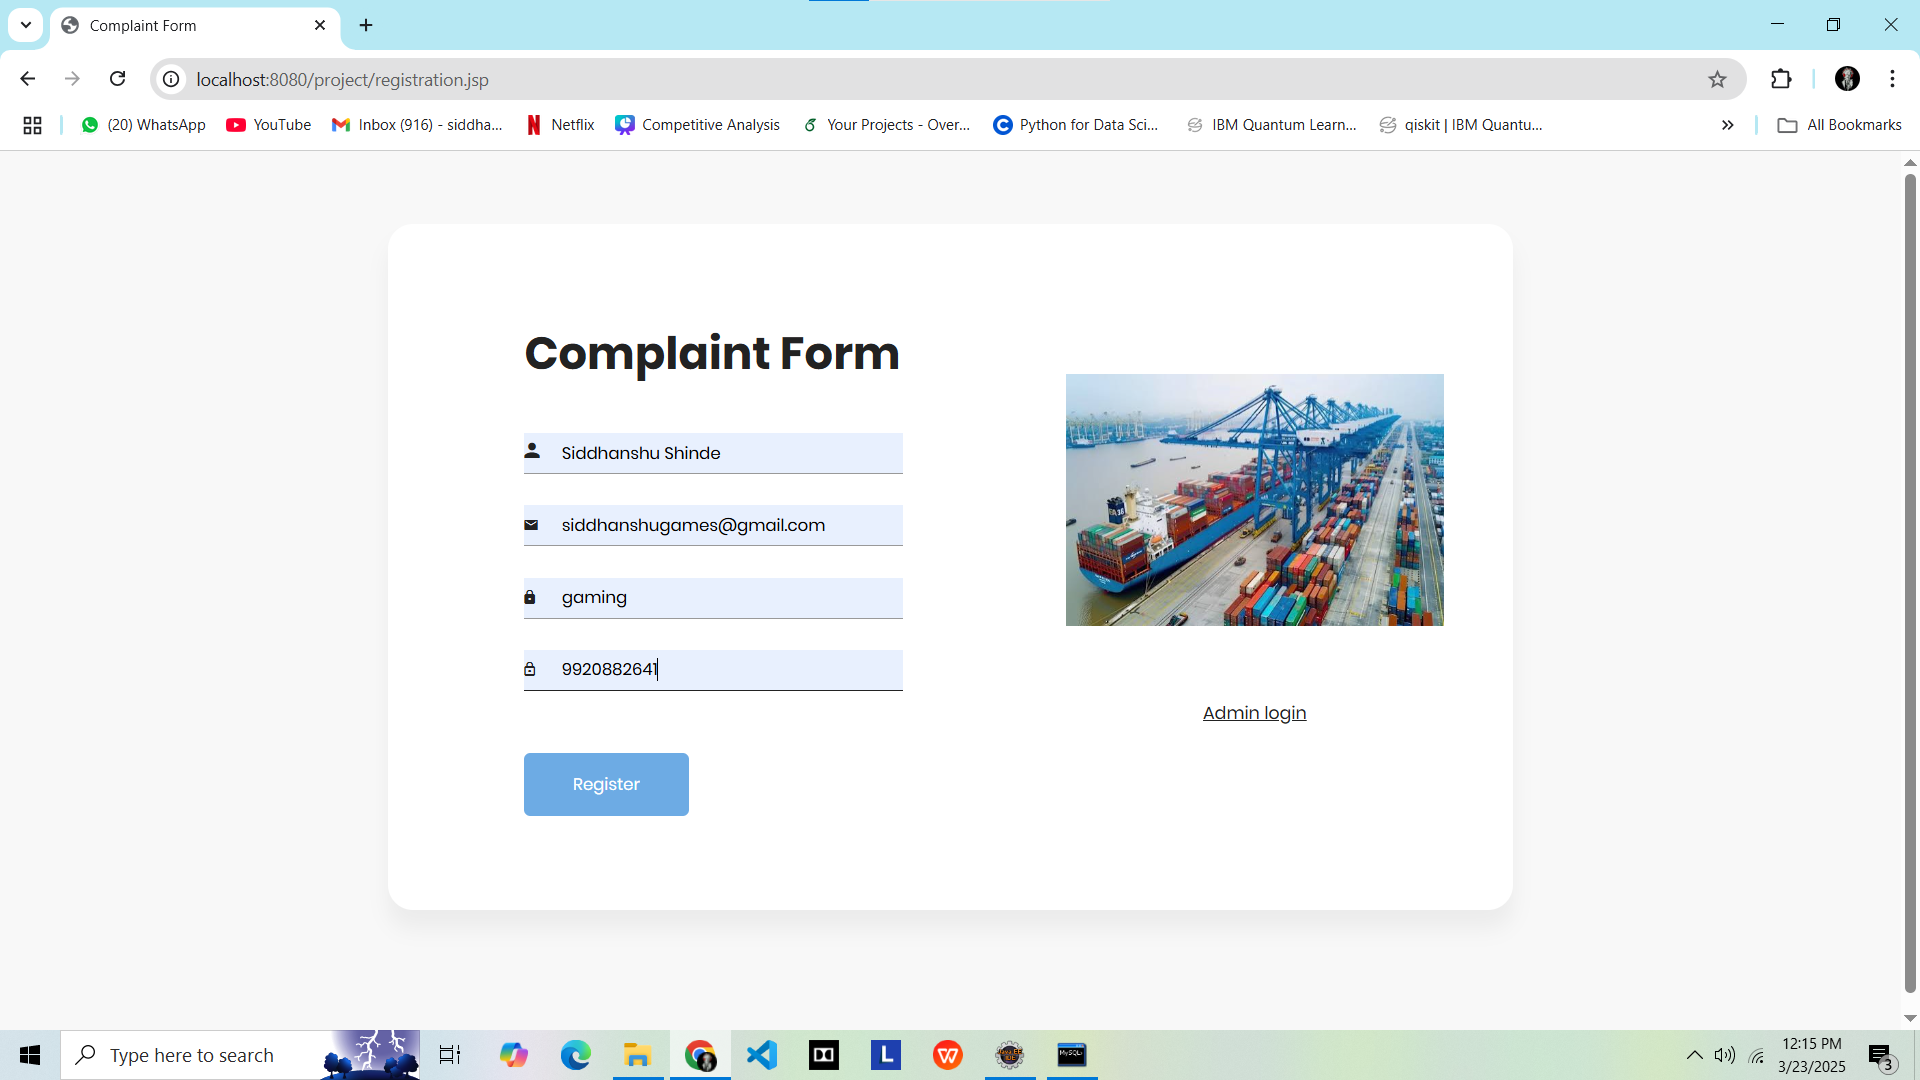 Complaint Form
localhost:8080/project/registration.jsp
(20) WhatsApp
YouTube
Inbox (916) - siddha...
Netflix
Competitive Analysis
Your Projects - Over...
Python for Data Sci...
IBM Quantum Learn...
qiskit | IBM Quantu...
All Bookmarks
Complaint Form
Siddhanshu Shinde
siddhanshugames@gmail.com
gaming
9920882641
Register
Admin login
Type here to search
L
W
MySQL
12:15 PM
3/23/2025
3